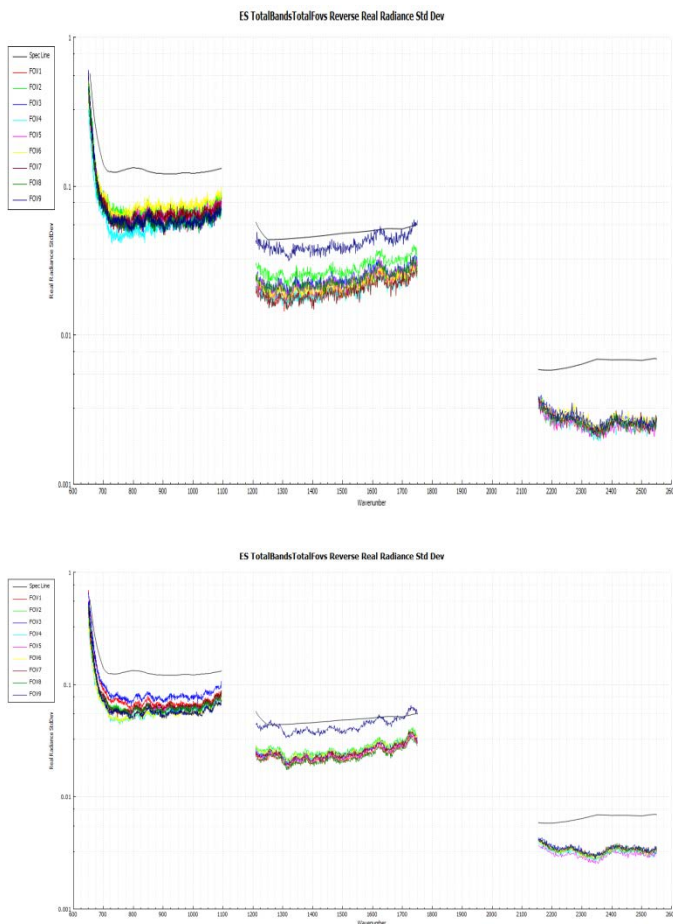 ES TotalBandsTotalFovs Reverse Real Radiance Std Dev
1
Spec Line
FOV1
FOV2
FOV3
FOV4
FOV5
FOV6
FOV7
FOV8
FOV9
0.1
Real Radiance StdDev
0.01
0.001
600 700 800 900 1000 1100 1200 1300 1400 1500 1600 1700 1800 1900 2000 2100 2200 2300 2400 2500 260
Wavenumber
ES TotalBandsTotalFovs Reverse Real Radiance Std Dev
1
Spec Line
FOV1
FOV2
FOV3
FOV4
FOV5
FOV6
FOV7
FOV8
FOV9
0.1
Real Radiance StdDev
0.01
0.001
600 700 800 900 1000 1100 1200 1300 1400 1500 1600 1700 1800 1900 2000 2100 2200 2300 2400 2500 260
Wavenumber